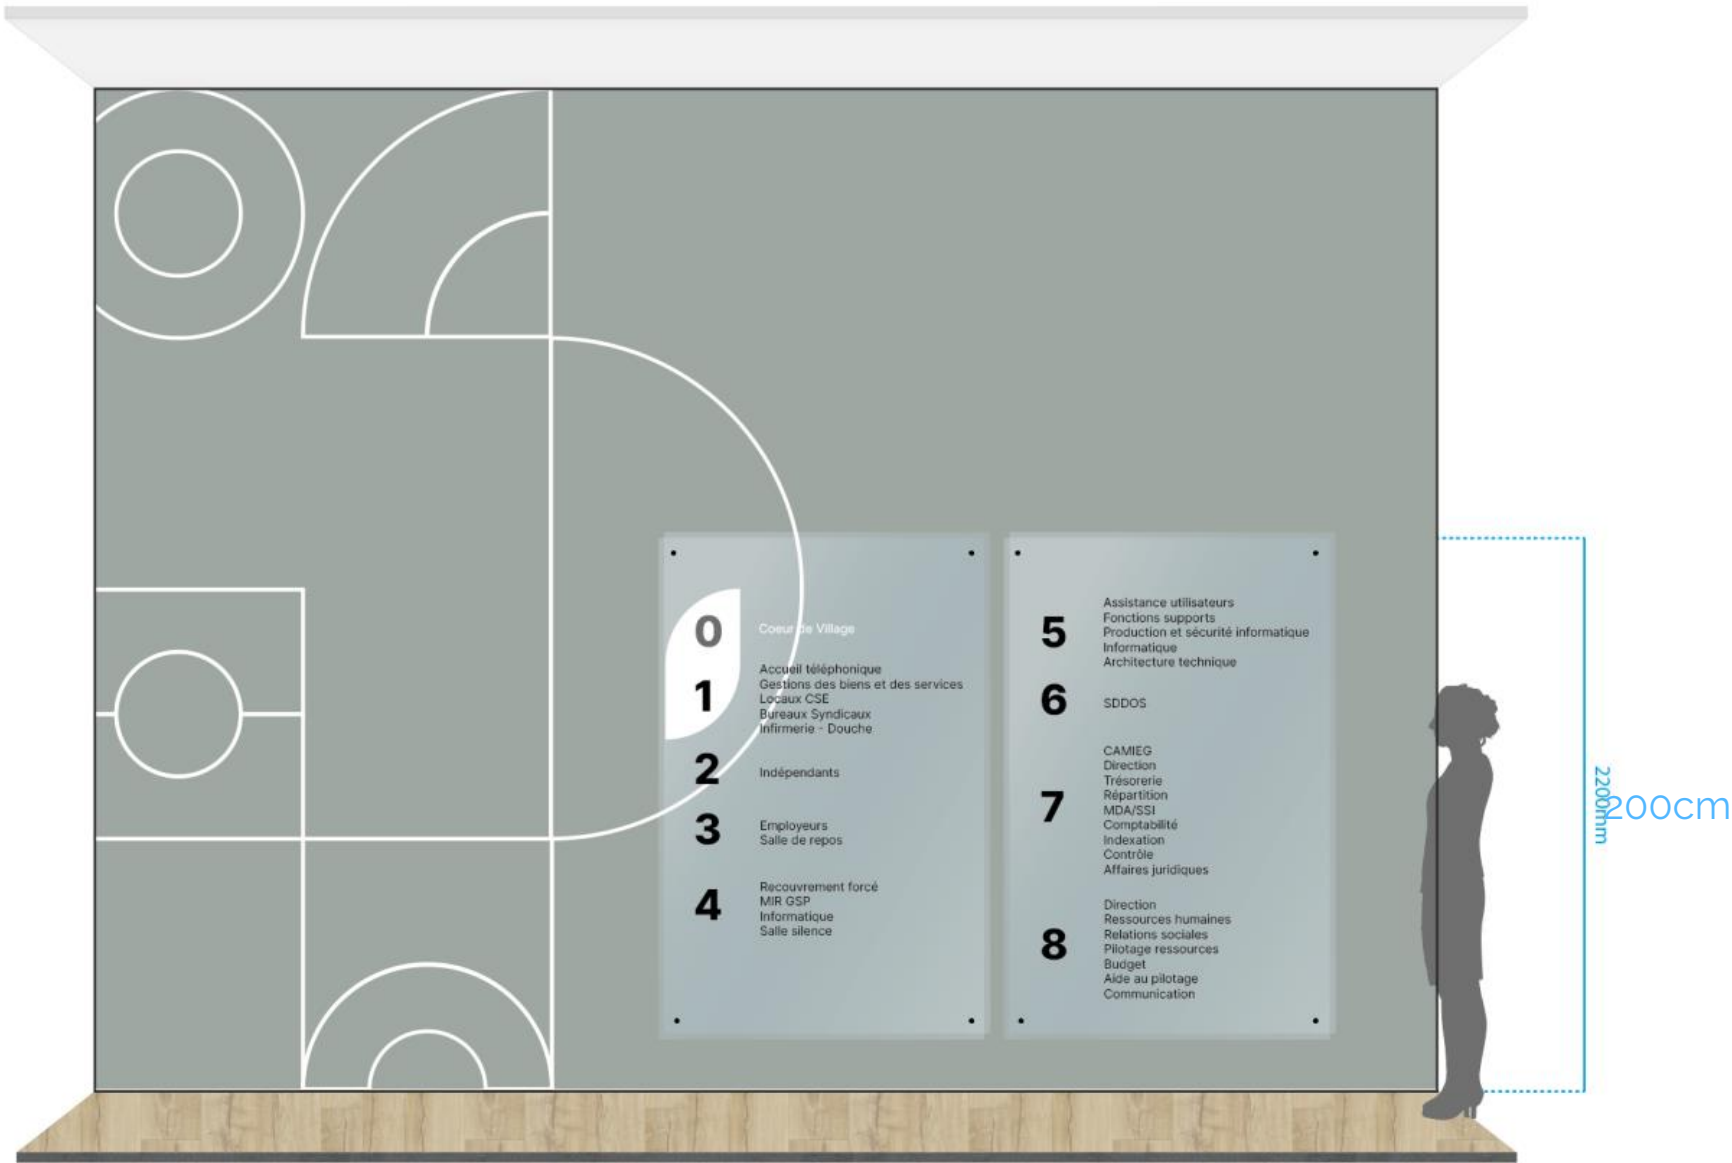 0
Coeur de Village
1
Accueil téléphonique
Gestions des biens et des services
Locaux CSE
Bureaux Syndicaux
Infirmerie - Douche
2
Indépendants
3
Employeurs
Salle de repos
4
Recouvrement forcé
MIR GSP
Informatique
Salle silence
5
Assistance utilisateurs
Fonctions supports
Production et sécurité informatique
Informatique
Architecture technique
6
SDDOS
7
CAMIEG
Direction
Trésorerie
Répartition
MDA/SSI
Comptabilité
Indexation
Contrôle
Affaires juridiques
8
Direction
Ressources humaines
Relations sociales
Pilotage ressources
Budget
Aide au pilotage
Communication
2200mm
200cm